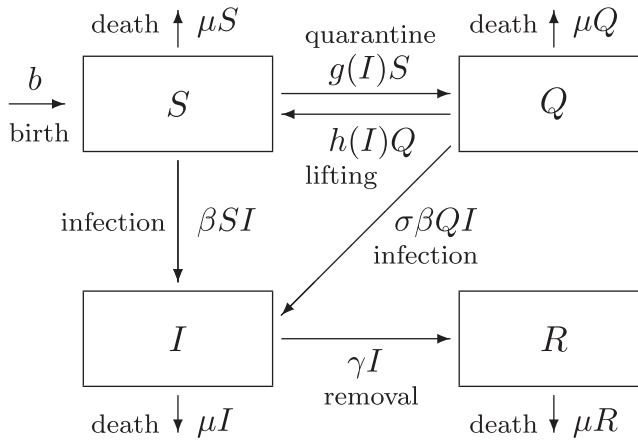 death μS
quarantine
death μQ
b
g(I)S
S
Q
birth
h(I)Q
lifting
infection βSI
σβQI
infection
I
R
γI
removal
death μI
death μR